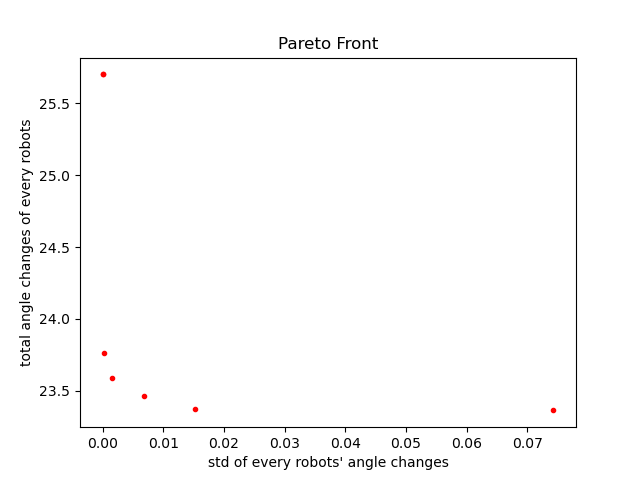 Pareto Front
total angle changes of every robots
25.5
25.0
24.5
24.0
23.5
0.00 0.01 0.02 0.03 0.04 0.05 0.06 0.07
std of every robots' angle changes